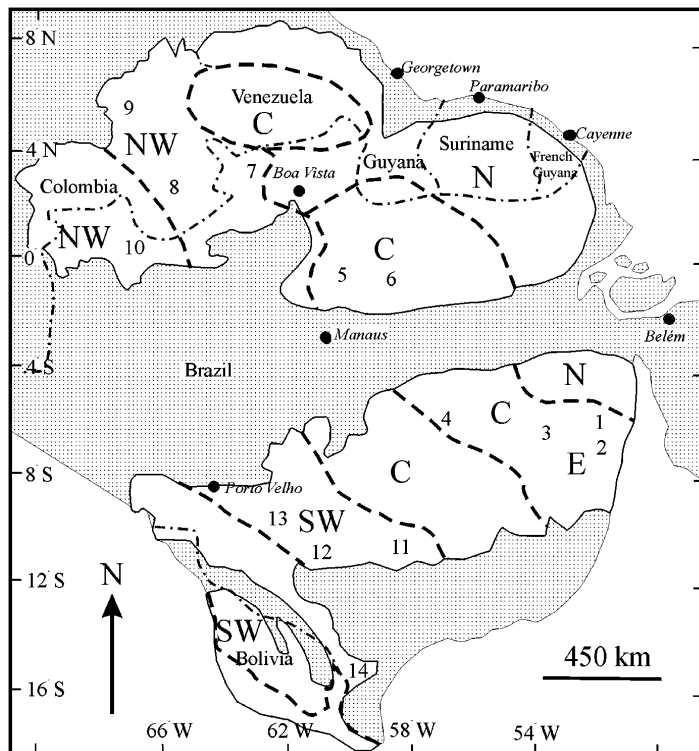 8 N
Georgetown
Paramaribo
9
Venezuela
C
NW
4 N
Suriname
Cayenne
Guyana
French
Guyana
7
Boa Vista
N
Colombia
8
NW
10
0
C
5
6
Manaus
Belém
4 S
Brazil
N
C
4
1
3
2
E
C
8 S
Porto Velho
13
SW
12
11
12 S
N
SW
Bolivia
14
450 km
16 S
66 W
62 W
58 W
54 W